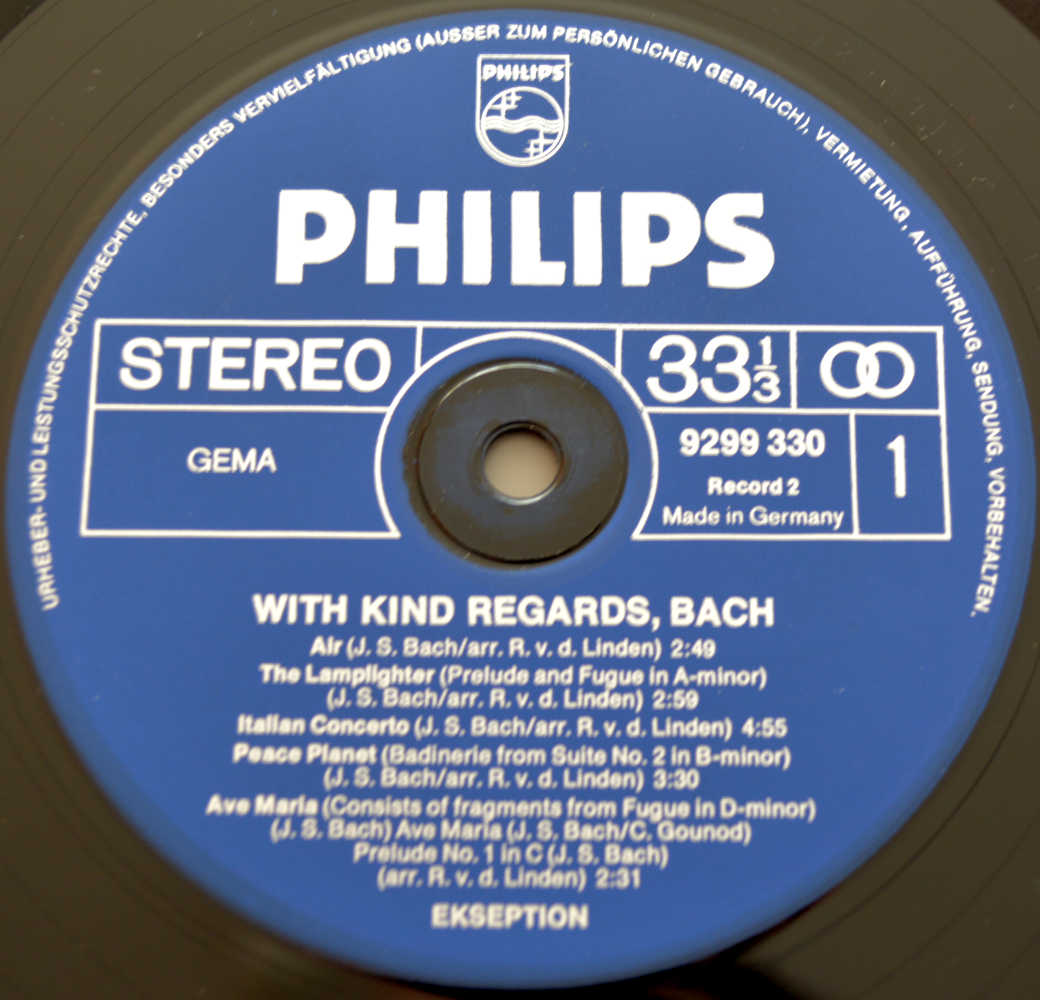 URHEBER- UND LEISTUNGSSCHUTZRECHTE, BESONDERS VERVIELFÄLTIGUNG (AUSSER ZUM PERSÖNLICHEN GEBRAUCH), VERMIETUNG, AUFFÜHRUNG, SENDUNG, VORBEHALTEN.
PHILIPS
PHILIPS
STEREO
33 1/3
GEMA
9299 330
1
Record 2
Made in Germany
WITH KIND REGARDS, BACH
Air (J. S. Bach/arr. R. v. d. Linden) 2:49
The Lamplighter (Prelude and Fugue in A-minor)
(J. S. Bach/arr. R. v. d. Linden) 2:59
Italian Concerto (J. S. Bach/arr. R. v. d. Linden) 4:55
Peace Planet (Badinerie from Suite No. 2 in B-minor)
(J. S. Bach/arr. R. v. d. Linden) 3:30
Ave Maria (Consists of fragments from Fugue in D-minor)
(J. S. Bach) Ave Maria (J. S. Bach/C. Gounod)
Prelude No. 1 in C (J. S. Bach)
(arr. R. v. d. Linden) 2:31
EKSEPTION